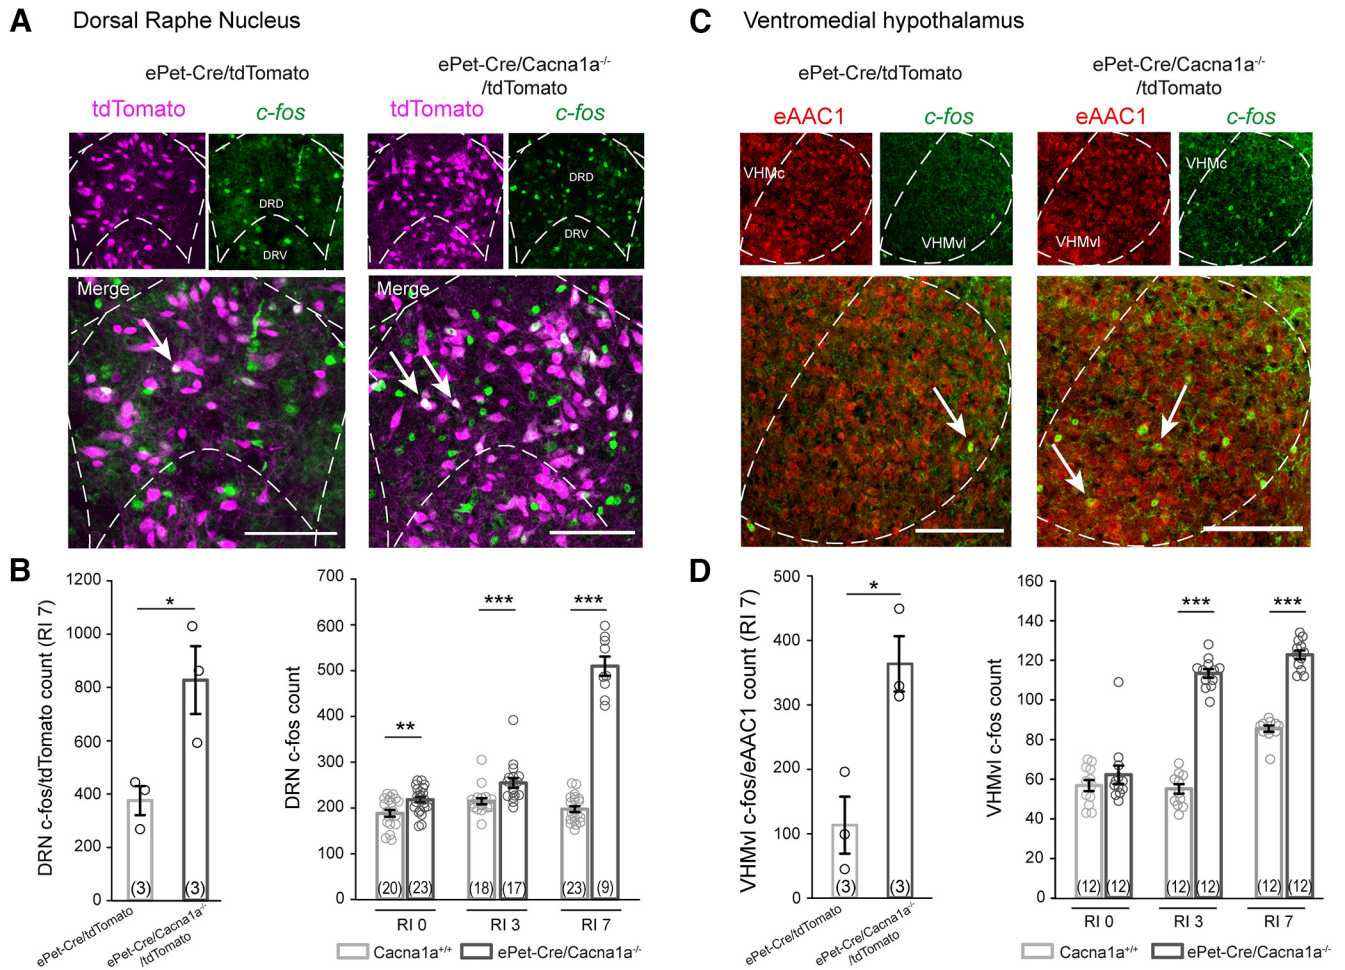 A Dorsal Raphe Nucleus
ePet-Cre/tdTomato
ePet-Cre/Cacna1a-/-
/tdTomato
tdTomato c-fos
tdTomato c-fos
DRD
DRV
DRD
DRV
Merge
Merge
C Ventromedial hypothalamus
ePet-Cre/tdTomato
ePet-Cre/Cacna1a-/-
/tdTomato
eAAC1 c-fos
eAAC1 c-fos
VHMc
VHMvl
VHMc
VHMvl
B
DRN c-fos/tdTomato count (RI 7)
1200
1000
800
600
400
200
0
*
(3)
(3)
ePet-Cre/tdTomato
ePet-Cre/Cacna1a-/-
/tdTomato
DRN c-fos count
700
600
500
400
300
200
100
0
**
***
***
(20)
(23)
(18)
(17)
(23)
(9)
RI 0
RI 3
RI 7
Cacna1a+/+
ePet-Cre/Cacna1a-/-
D
VHMvl c-fos/eAAC1 count (RI 7)
500
400
300
200
100
0
*
(3)
(3)
ePet-Cre/tdTomato
ePet-Cre/Cacna1a-/-
/tdTomato
VHMvl c-fos count
160
140
120
100
80
60
40
20
0
***
***
(12)
(12)
(12)
(12)
(12)
(12)
RI 0
RI 3
RI 7
Cacna1a+/+
ePet-Cre/Cacna1a-/-